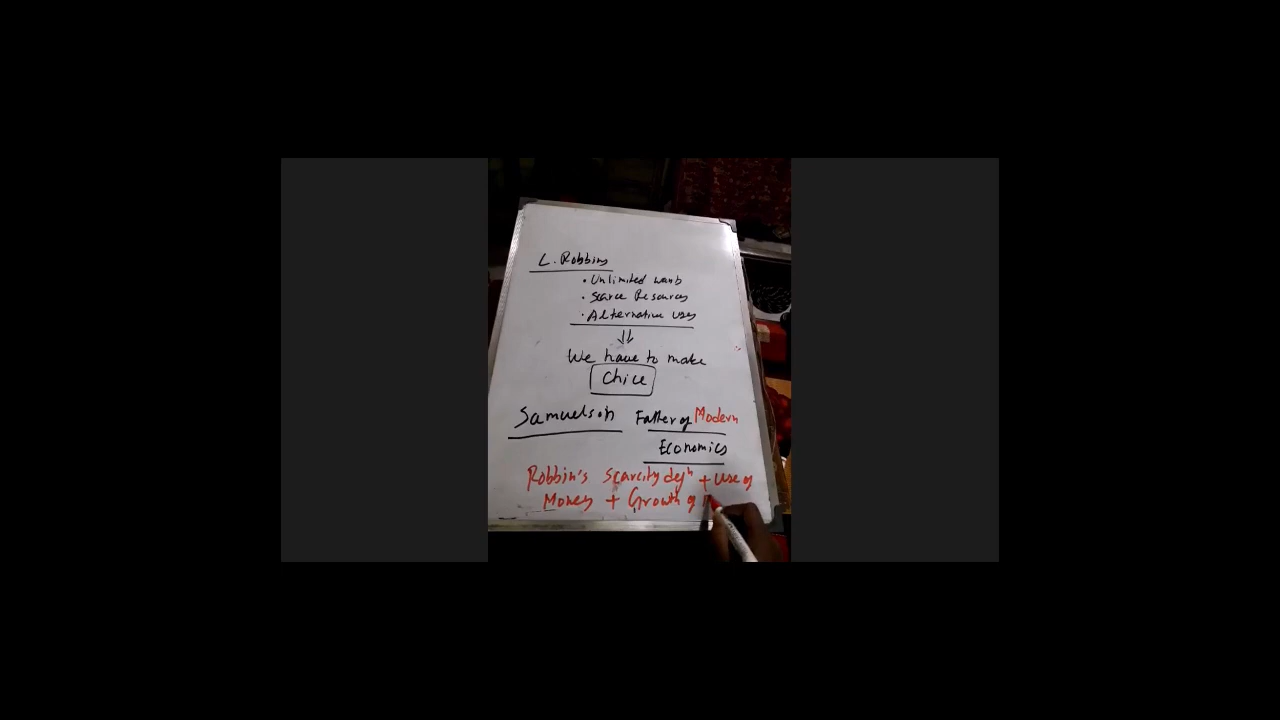 L. Robbins
• Unlimited wants
• Scarce Resources
• Alternative uses
We have to make
Chice
Samuelson Father of Modern
Economics
Robbin's scarcity defn + use of
Money + Growth of